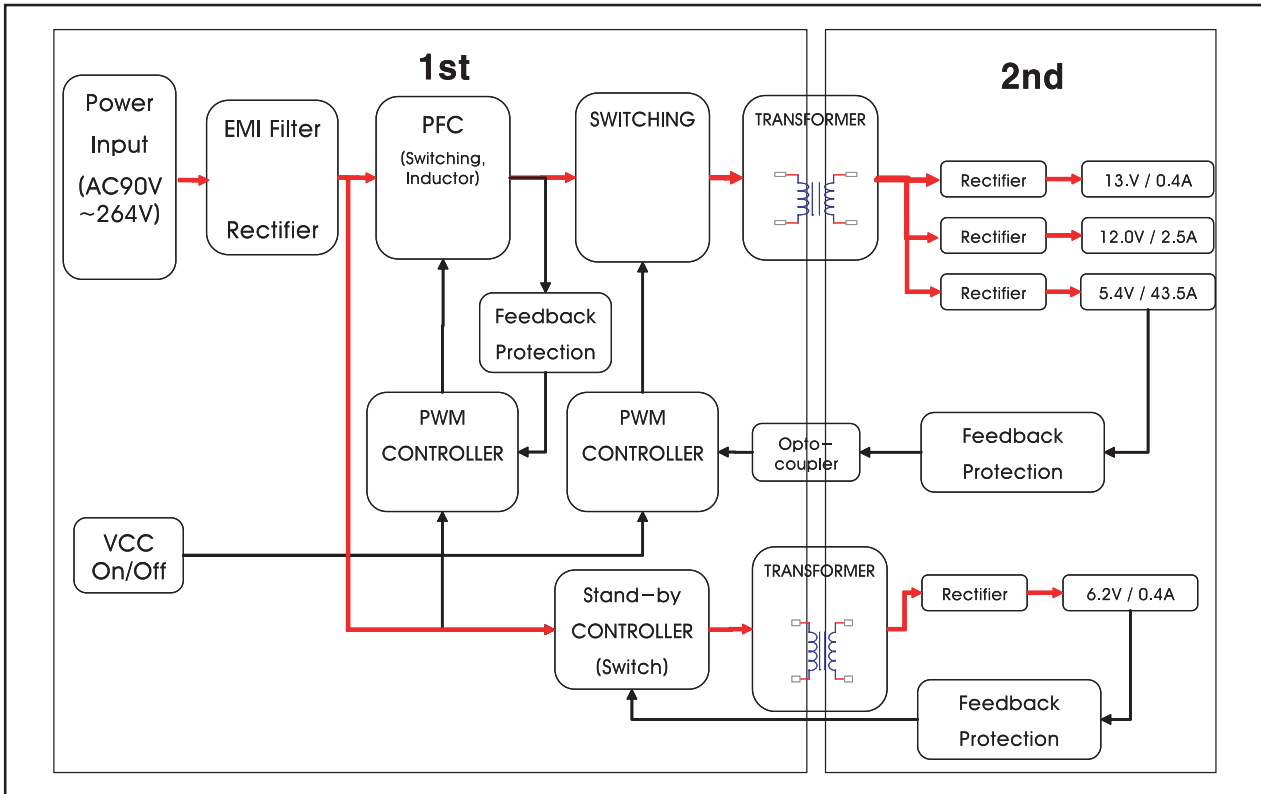 1st
2nd
Power
Input
(AC90V
~264V)
EMI Filter
Rectifier
PFC
(Switching,
Inductor)
SWITCHING
TRANSFORMER
Rectifier
13.V / 0.4A
Rectifier
12.0V / 2.5A
Rectifier
5.4V / 43.5A
Feedback
Protection
PWM
CONTROLLER
PWM
CONTROLLER
Opto-
coupler
Feedback
Protection
VCC
On/Off
Stand-by
CONTROLLER
(Switch)
TRANSFORMER
Rectifier
6.2V / 0.4A
Feedback
Protection